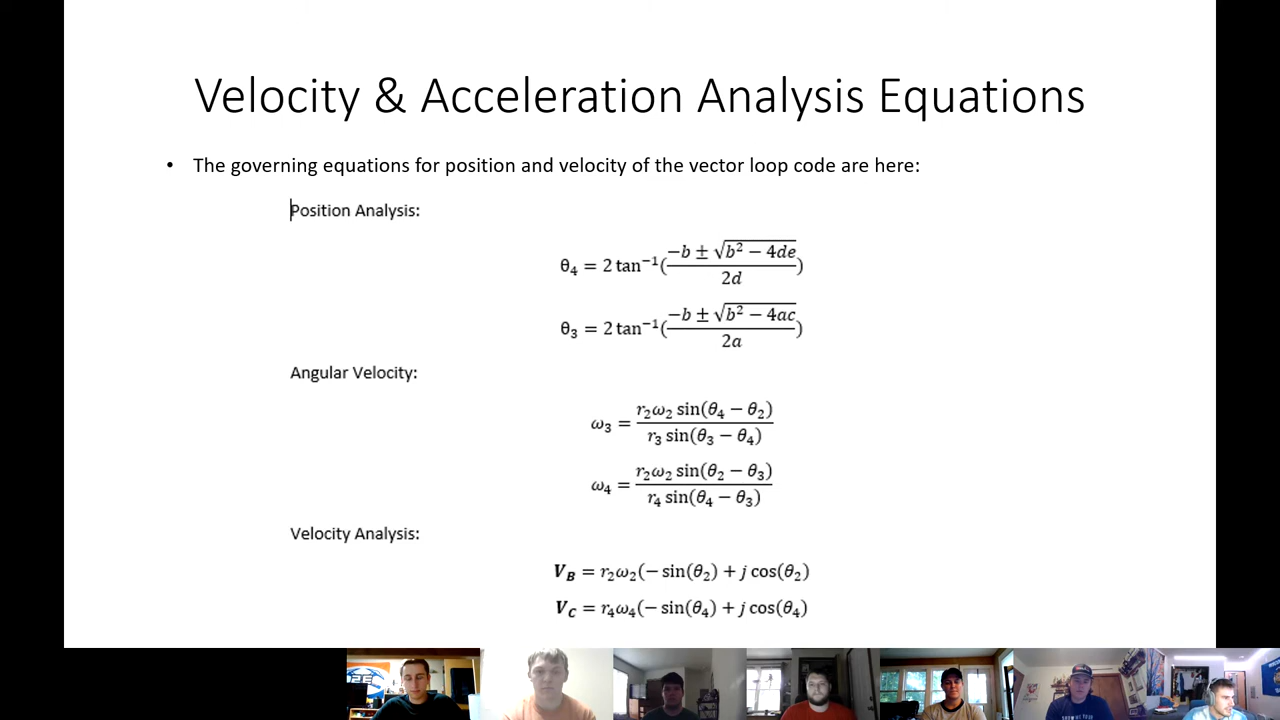 Velocity & Acceleration Analysis Equations
• The governing equations for position and velocity of the vector loop code are here:
Position Analysis:
θ₄ = 2 tan⁻¹((−b ± √(b² − 4de))/2d)
θ₃ = 2 tan⁻¹((−b ± √(b² − 4ac))/2a)
Angular Velocity:
ω₃ = r₂ω₂ sin(θ₄ − θ₂) / r₃ sin(θ₃ − θ₄)
ω₄ = r₂ω₂ sin(θ₂ − θ₃) / r₄ sin(θ₄ − θ₃)
Velocity Analysis:
V_B = r₂ω₂(− sin(θ₂) + j cos(θ₂)
V_C = r₄ω₄(− sin(θ₄) + j cos(θ₄)